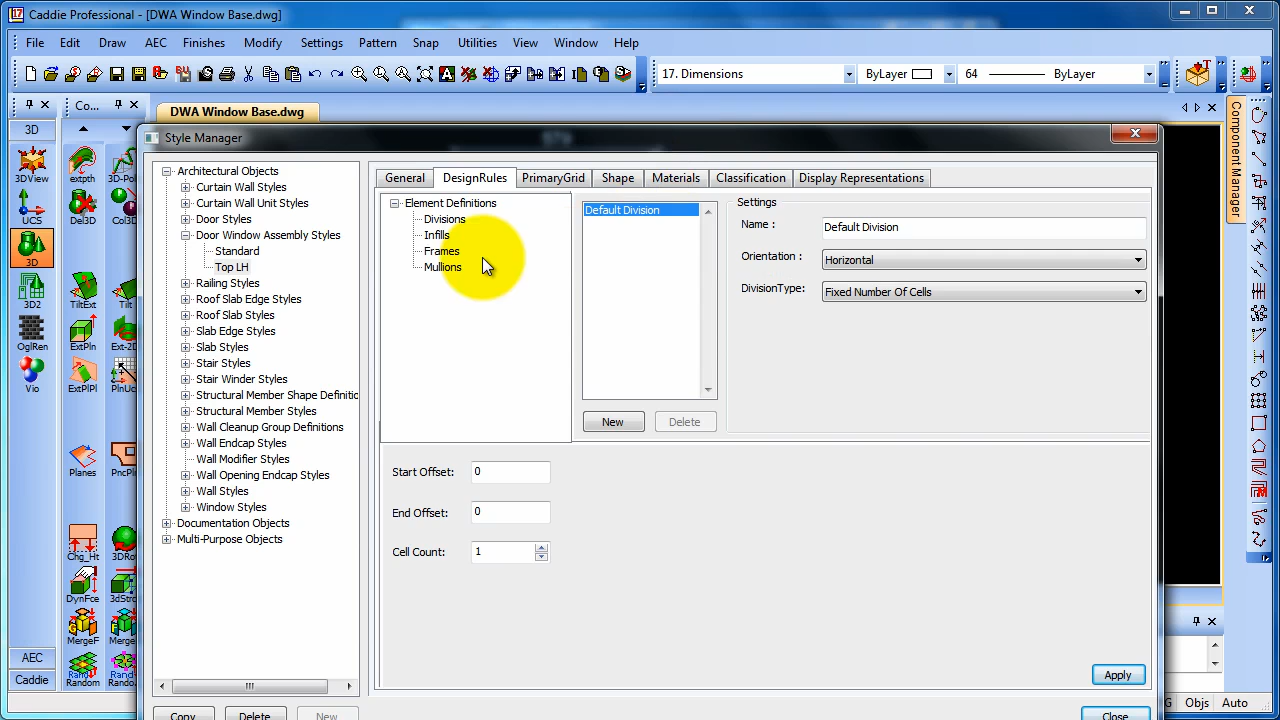 Caddie Professional - [DWA Window Base.dwg]
File Edit Draw AEC Finishes Modify Settings Pattern Snap Utilities View Window Help
17. Dimensions ByLayer 64 ByLayer
Co...
DWA Window Base.dwg
3D
3DView
UCS
3D
3D2
OglRen
Vio
AEC
Caddie
extpth
3D-Pol
Del3D
Col3D
TiltExt
Tilt
ExtPln
Ext-2D
ExtPlPl
PlnUc
Planes
PncPl
Chg_Ht
3DRo
DynFce
3dStro
MergeF
Merge
Random
Rando
Component Manager
Style Manager
Architectural Objects
Curtain Wall Styles
Curtain Wall Unit Styles
Door Styles
Door Window Assembly Styles
Standard
Top LH
Railing Styles
Roof Slab Edge Styles
Roof Slab Styles
Slab Edge Styles
Slab Styles
Stair Styles
Stair Winder Styles
Structural Member Shape Definitio
Structural Member Styles
Wall Cleanup Group Definitions
Wall Endcap Styles
Wall Modifier Styles
Wall Opening Endcap Styles
Wall Styles
Window Styles
Documentation Objects
Multi-Purpose Objects
Copy Delete New
General DesignRules PrimaryGrid Shape Materials Classification Display Representations
Element Definitions
Divisions
Infills
Frames
Mullions
Default Division
New Delete
Settings
Name : Default Division
Orientation : Horizontal
DivisionType: Fixed Number Of Cells
Start Offset: 0
End Offset: 0
Cell Count: 1
Apply
Close
G Objs Auto